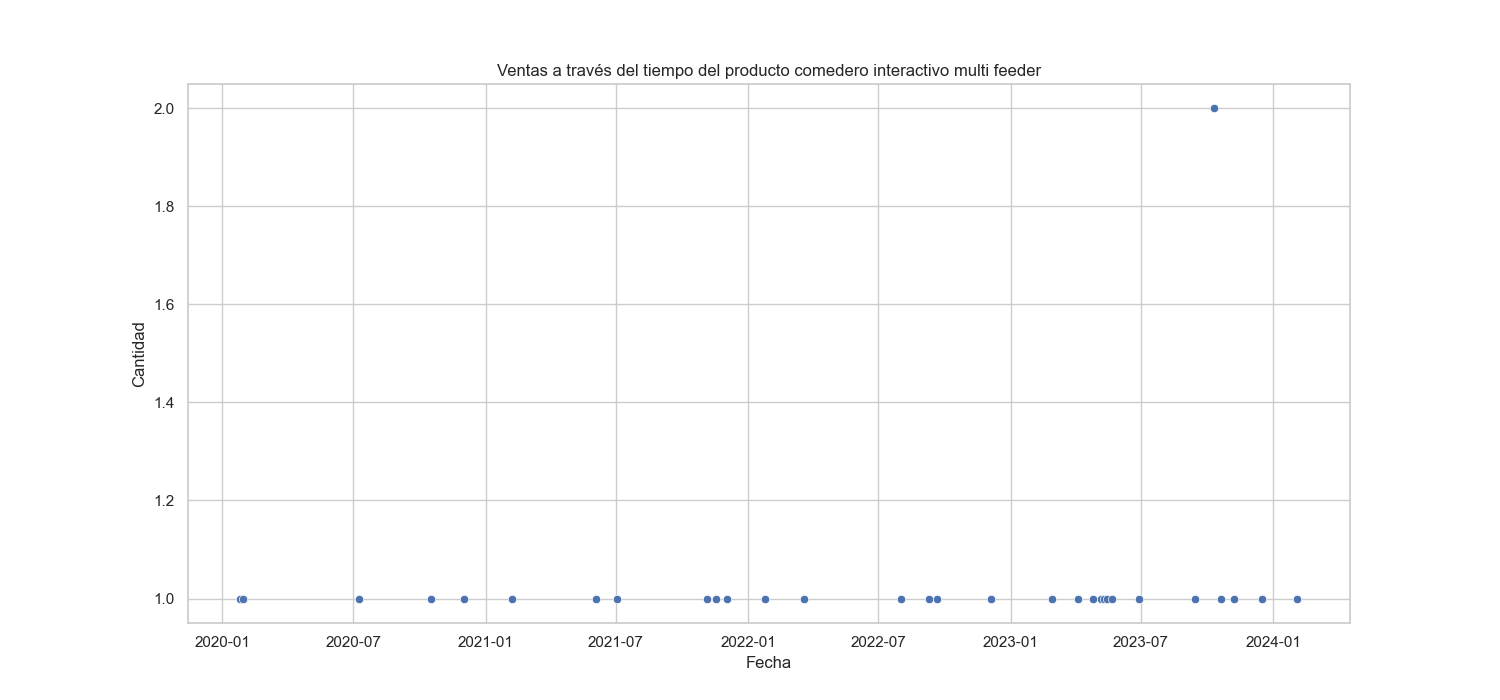 Ventas a través del tiempo del producto comedero interactivo multi feeder
2.0
1.8
1.6
1.4
1.2
1.0
Cantidad
2020-01 2020-07 2021-01 2021-07 2022-01 2022-07 2023-01 2023-07 2024-01
Fecha